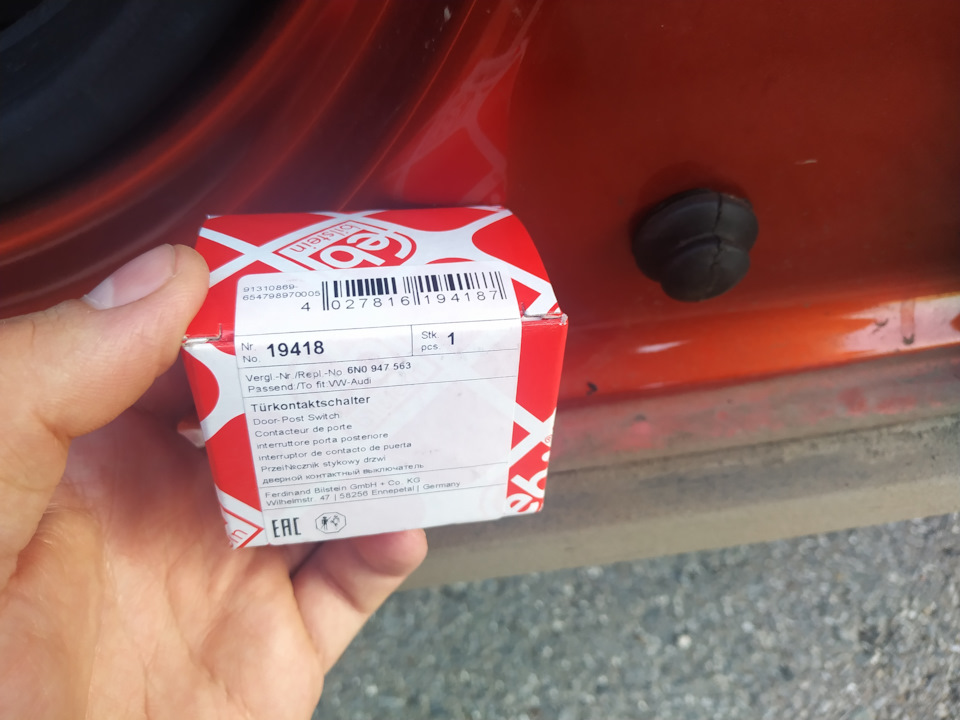 febi
bilstein
91310869-
654798970005
4 027816 194187
Nr.
No. 19418
Stk.
pcs. 1
Vergl.-Nr./Repl.-No. 6N0 947 563
Passend:/To fit:VW-Audi
Türkontaktschalter
Door-Post Switch
Contacteur de porte
interruttore porta posteriore
interruptor de contacto de puerta
stykowy drzwi
дверной контактный выключатель
Ferdinand Bilstein GmbH + Co. KG
Wilhelmstr. 47 | 58256 Ennepetal | Germany
EAC